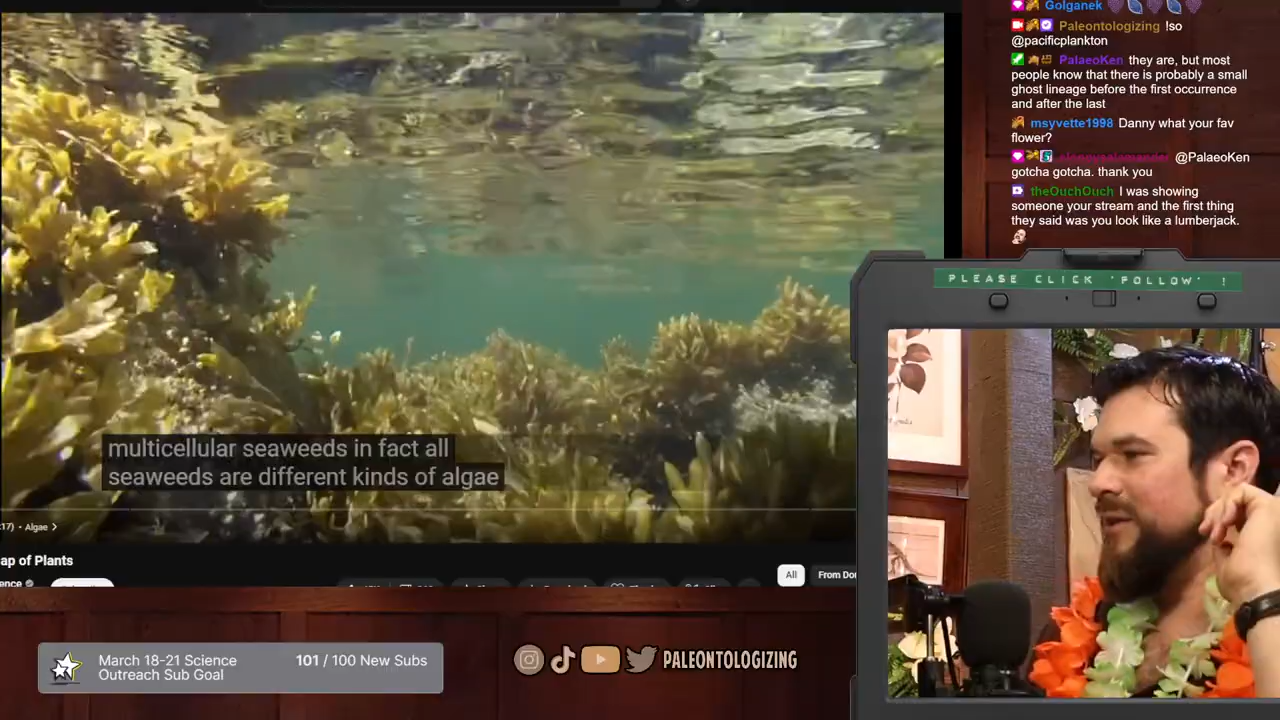 Golganek
Paleontologizing !so
@pacificplankton
PalaeoKen they are, but most
people know that there is probably a small
ghost lineage before the first occurrence
and after the last
msyvette1998 Danny what your fav
flower?
@PalaeoKen
gotcha gotcha. thank you
theOuchOuch I was showing
someone your stream and the first thing
they said was you look like a lumberjack.
PLEASE CLICK 'FOLLOW' !
multicellular seaweeds in fact all
seaweeds are different kinds of algae
:17) • Algae >
ap of Plants
ence
All From Dor
March 18-21 Science
Outreach Sub Goal
101 / 100 New Subs
PALEONTOLOGIZING